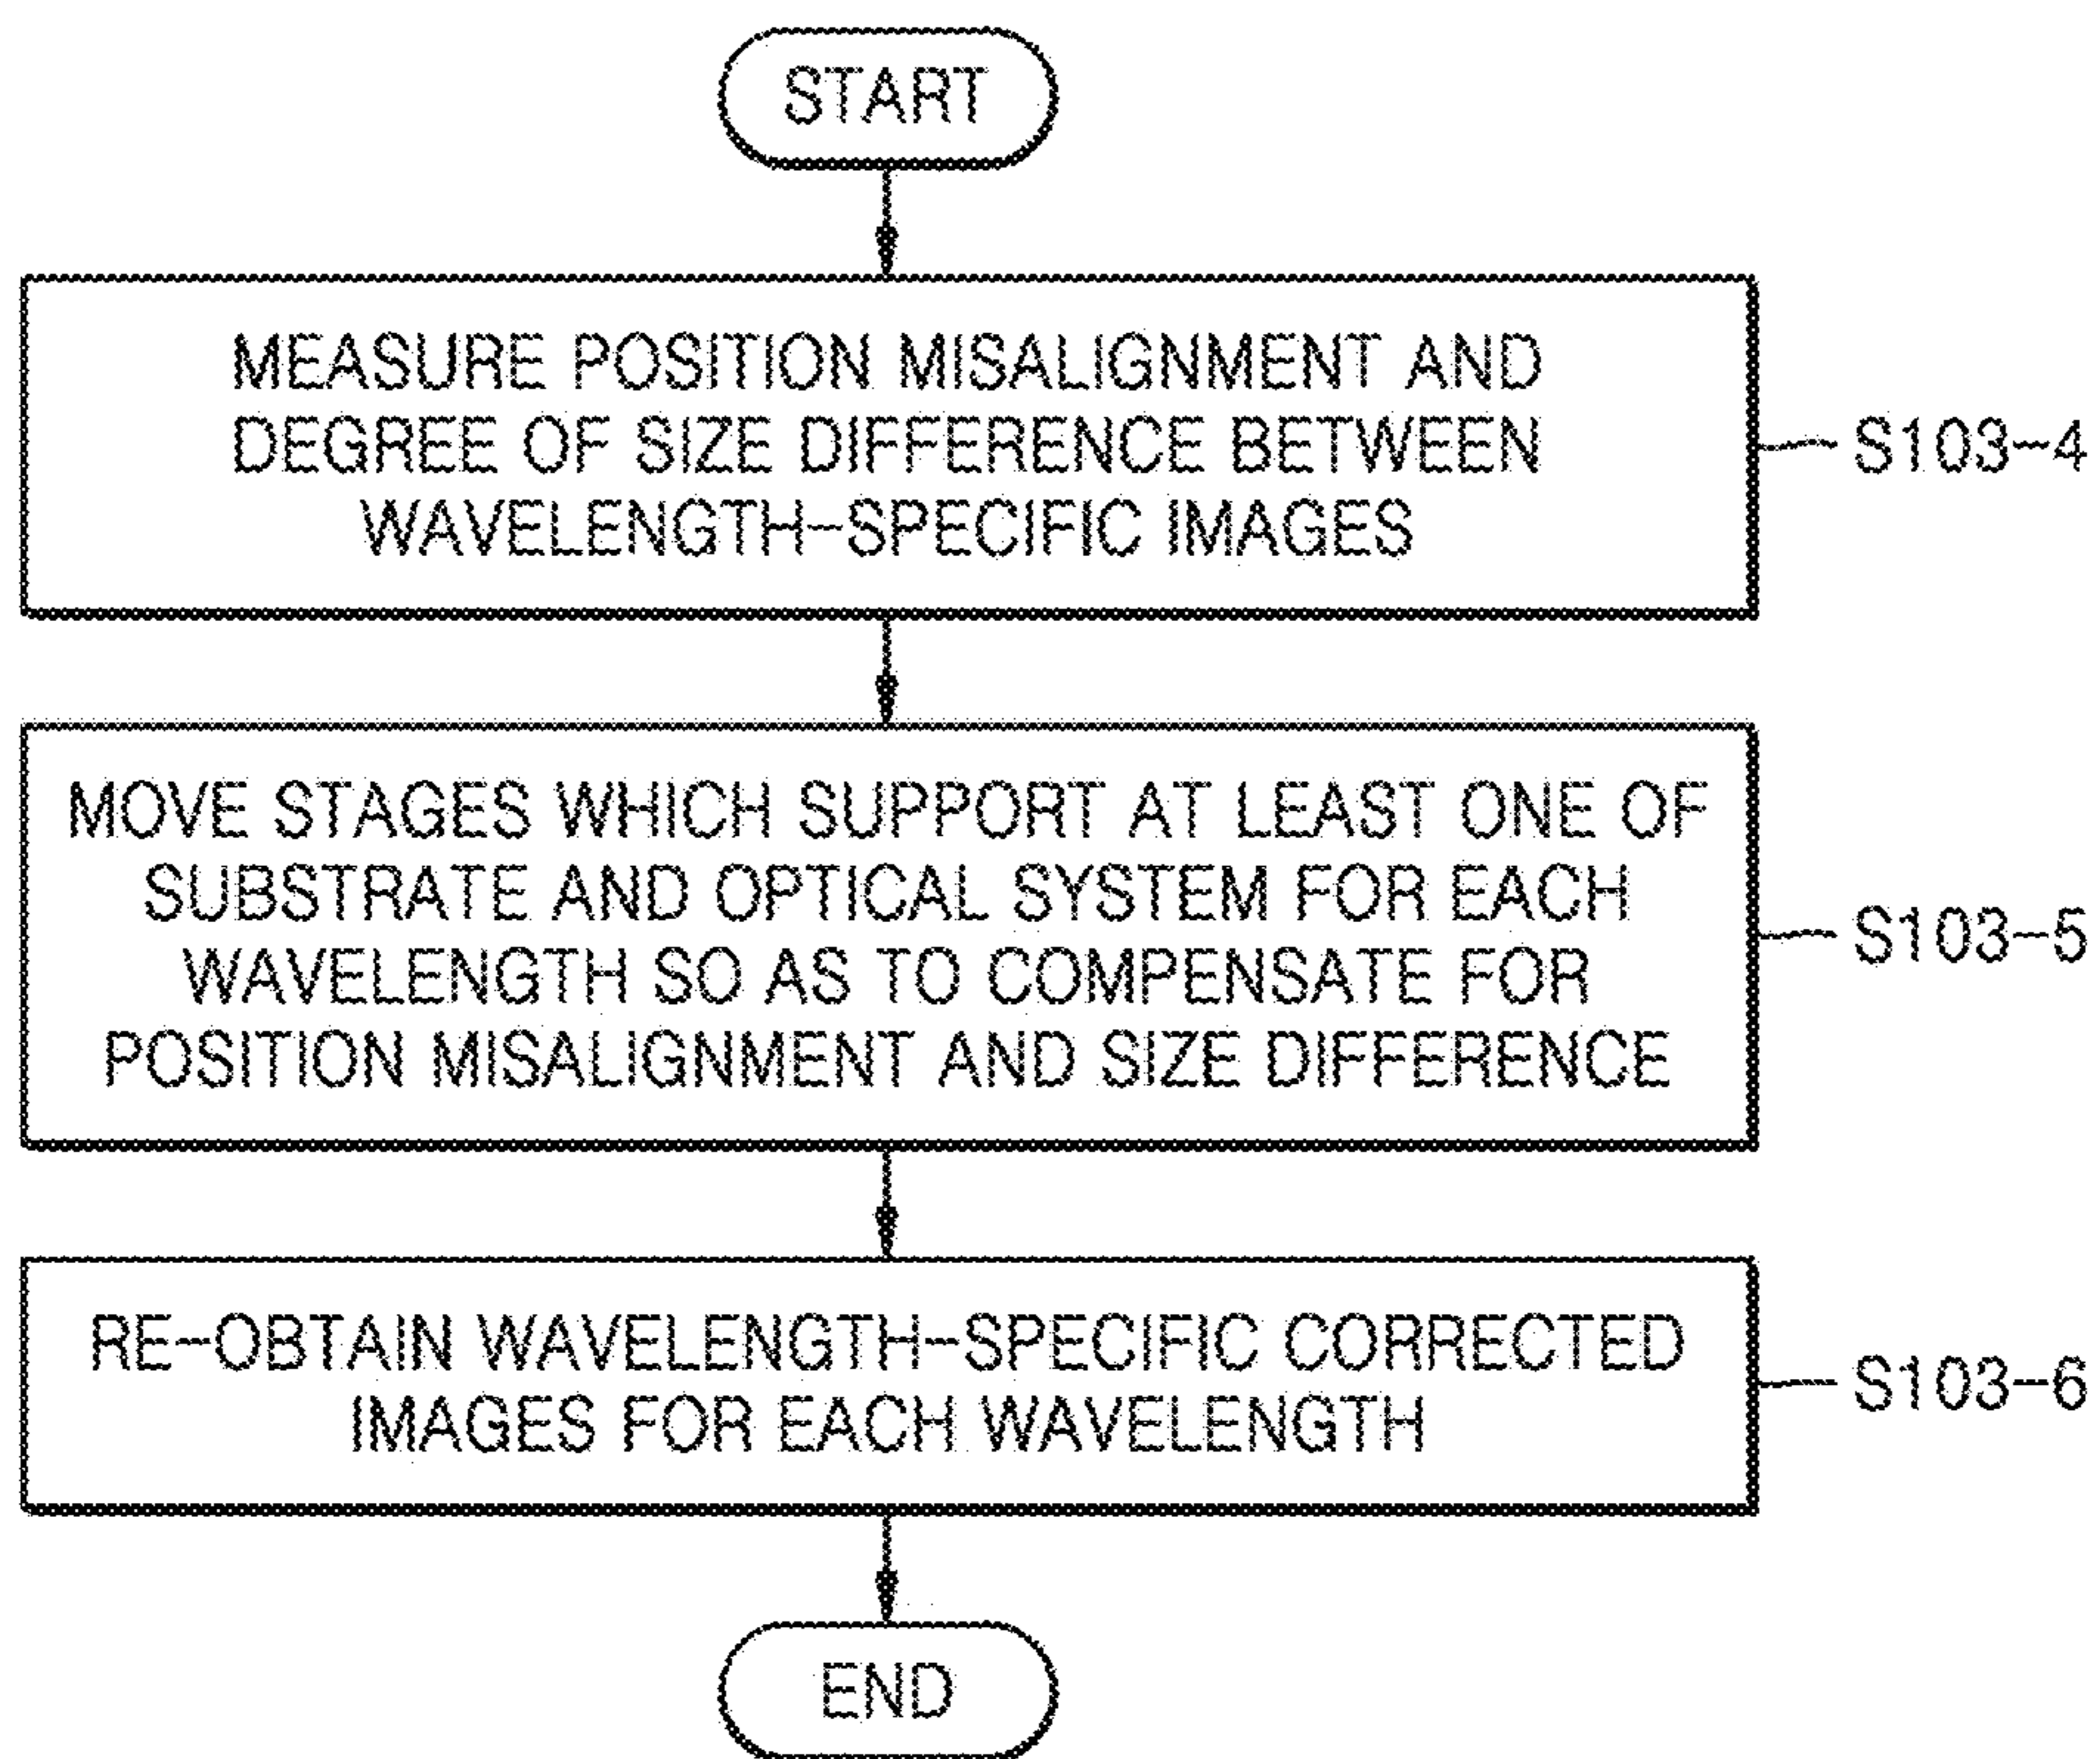 START
MEASURE POSITION MISALIGNMENT AND
DEGREE OF SIZE DIFFERENCE BETWEEN
WAVELENGTH-SPECIFIC IMAGES
S103-4
MOVE STAGES WHICH SUPPORT AT LEAST ONE OF
SUBSTRATE AND OPTICAL SYSTEM FOR EACH
WAVELENGTH SO AS TO COMPENSATE FOR
POSITION MISALIGNMENT AND SIZE DIFFERENCE
S103-5
RE-OBTAIN WAVELENGTH-SPECIFIC CORRECTED
IMAGES FOR EACH WAVELENGTH
S103-6
END